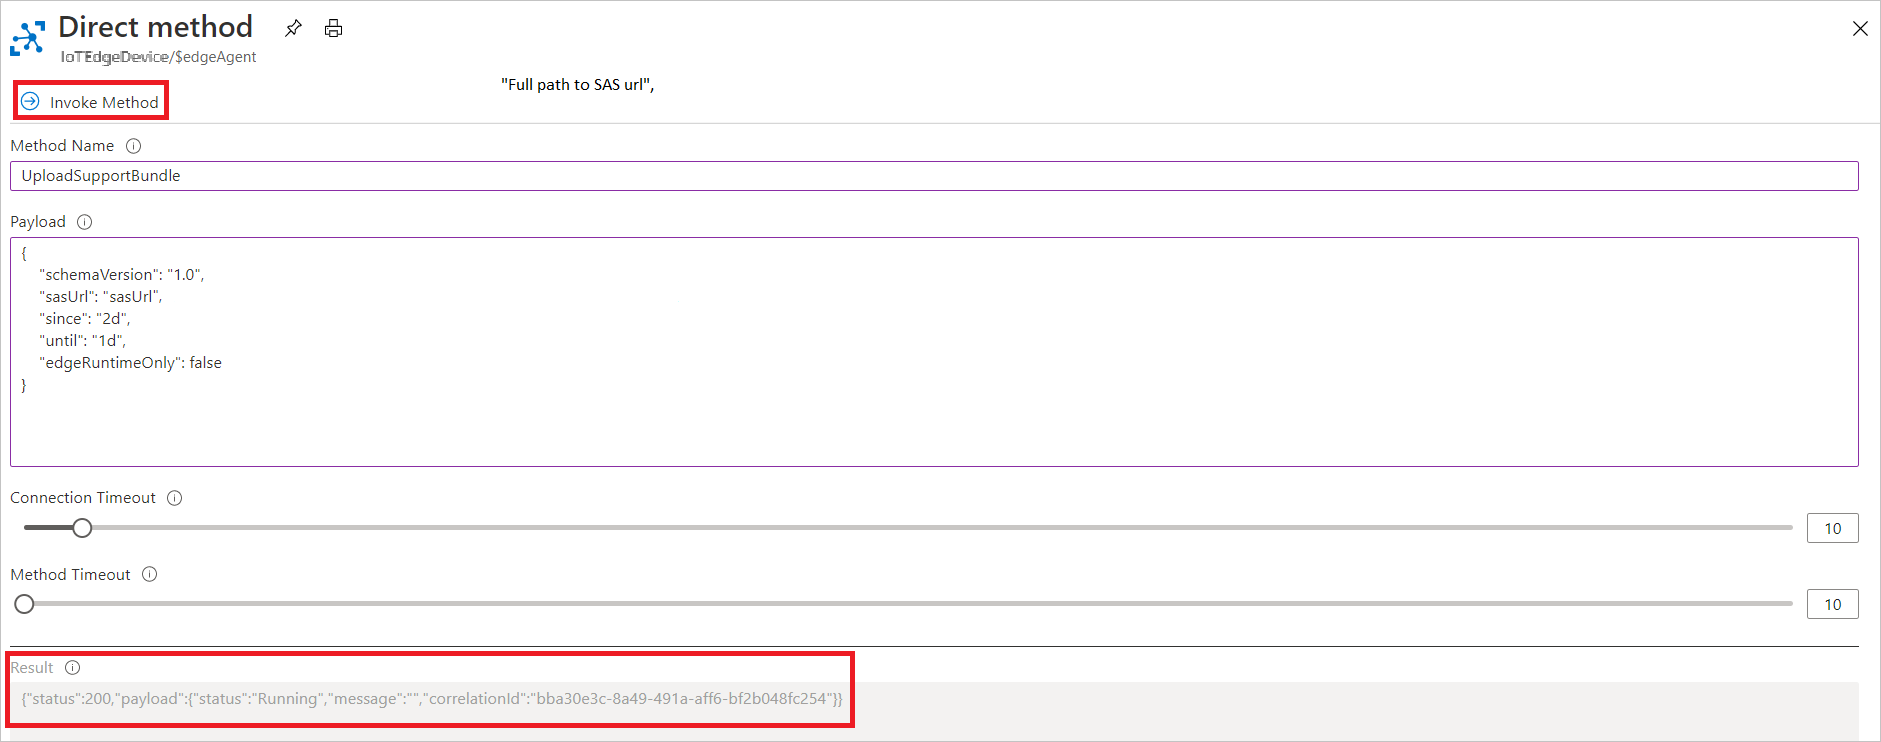 Direct method
IoTEdgeDevice/$edgeAgent
"Full path to SAS url",
Invoke Method
Method Name
UploadSupportBundle
Payload
{
"schemaVersion": "1.0",
"sasUrl": "sasUrl",
"since": "2d",
"until": "1d",
"edgeRuntimeOnly": false
}
Connection Timeout
10
Method Timeout
10
Result
{"status":200,"payload":{"status":"Running","message":"","correlationId":"bba30e3c-8a49-491a-aff6-bf2b048fc254"}}